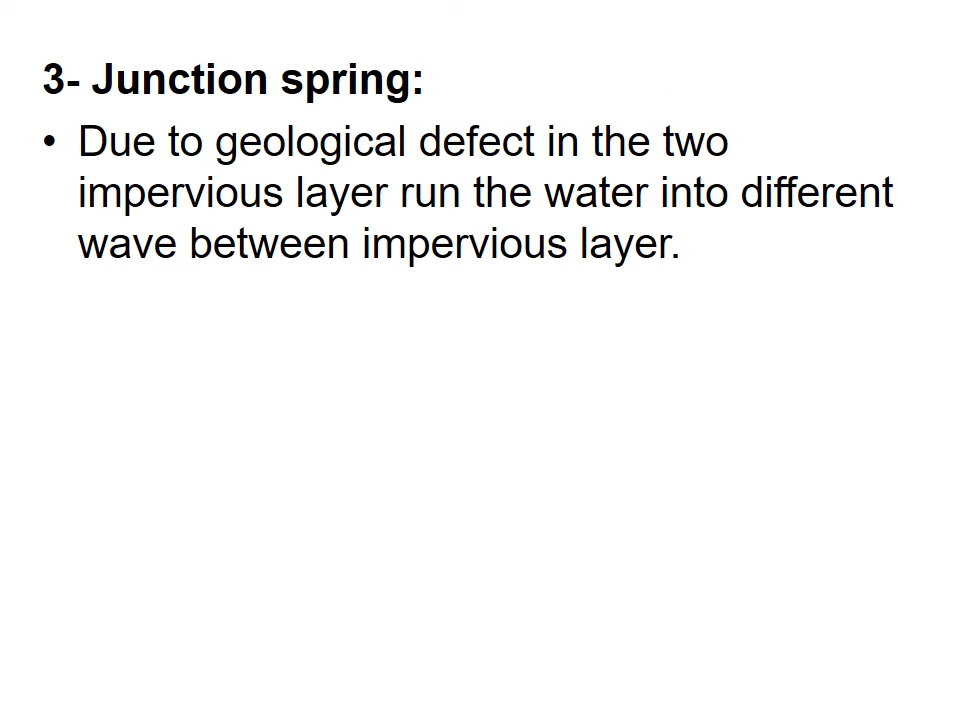 3- Junction spring:
• Due to geological defect in the two
impervious layer run the water into different
wave between impervious layer.